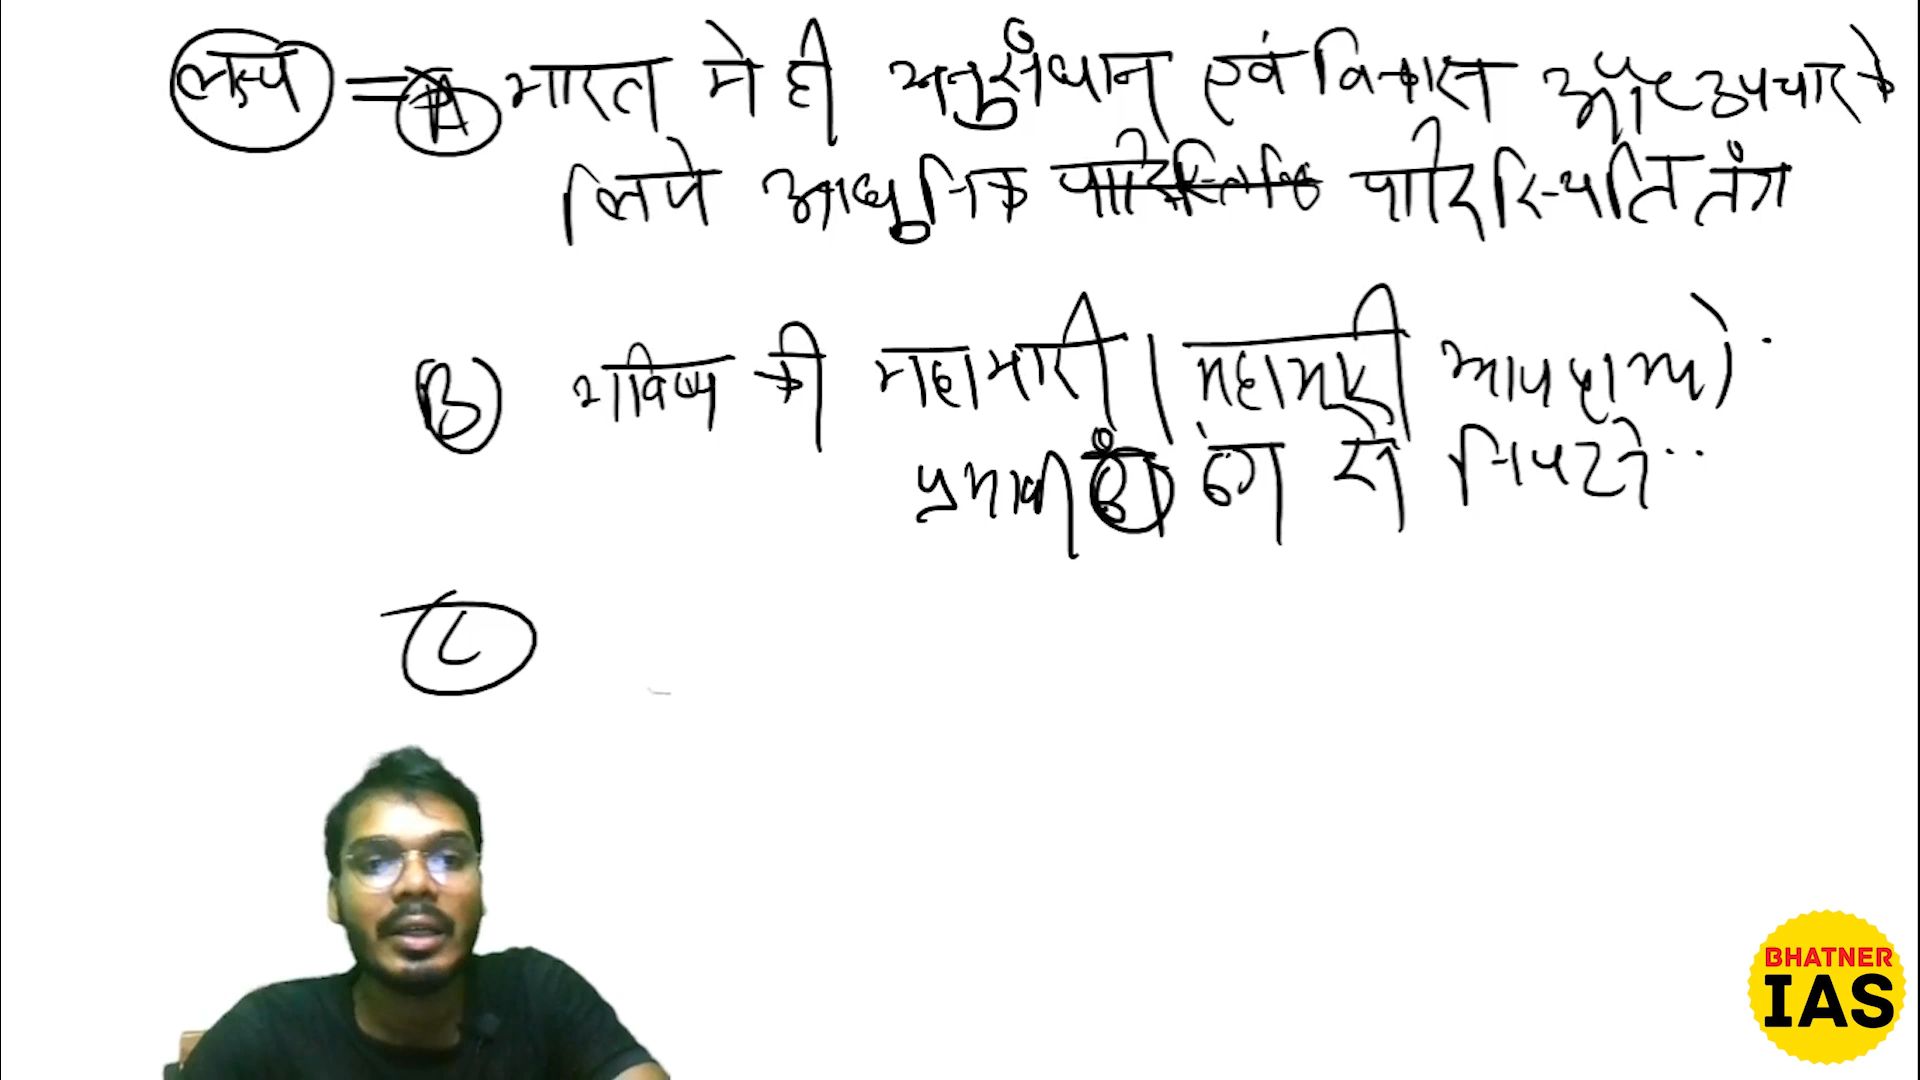 लक्ष्य = A भारत मे ही अनुसंधान एवं विकास और उपचार के
लिये आधुनिक पारिस्थिति तंत्र
B भविष्य की महामारी / महामारी आपदाओ
प्रभावी ढंग से निपटने..
C
BHATNER
IAS